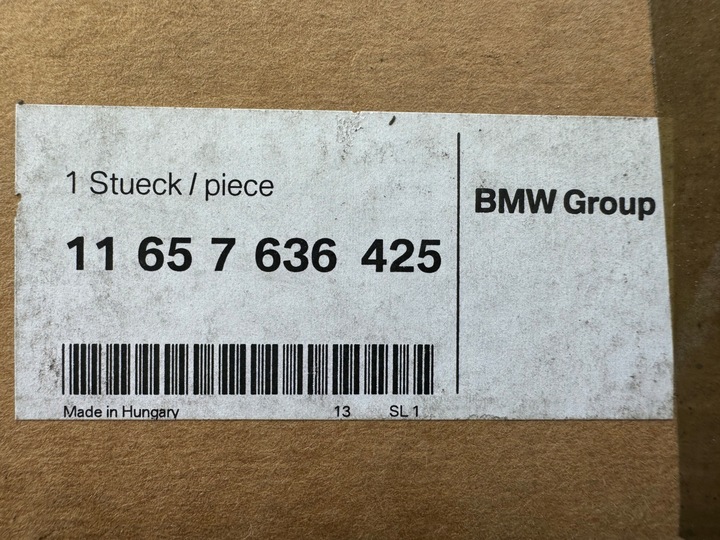 1 Stueck / piece
BMW Group
11 65 7 636 425
Made in Hungary 13 SL 1